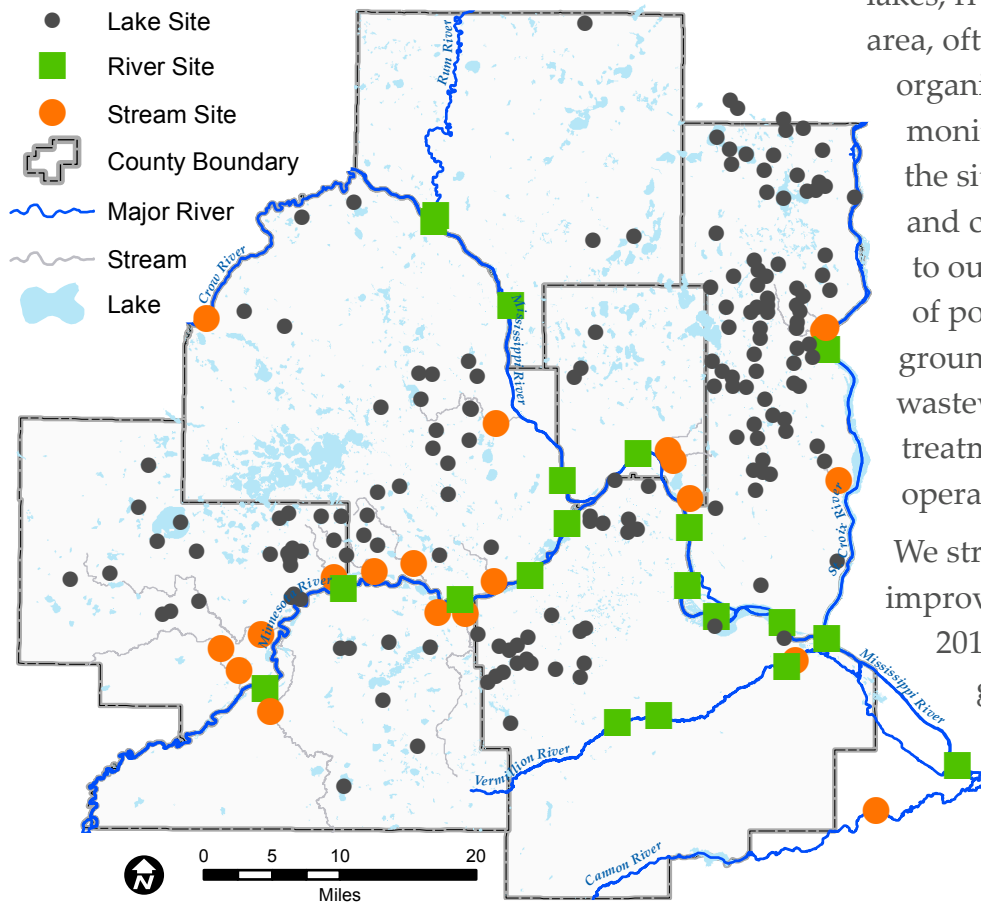 Lake Site
River Site
Stream Site
County Boundary
Major River
Stream
Lake
Rum River
Crow River
Mississippi River
Minnesota River
St. Croix River
Mississippi River
Vermillion River
Cannon River
N
0 5 10 20
Miles
area, oft
organi
moni
the sit
and c
to ou
of po
groun
wastev
treatm
opera
We str
improv
201
g